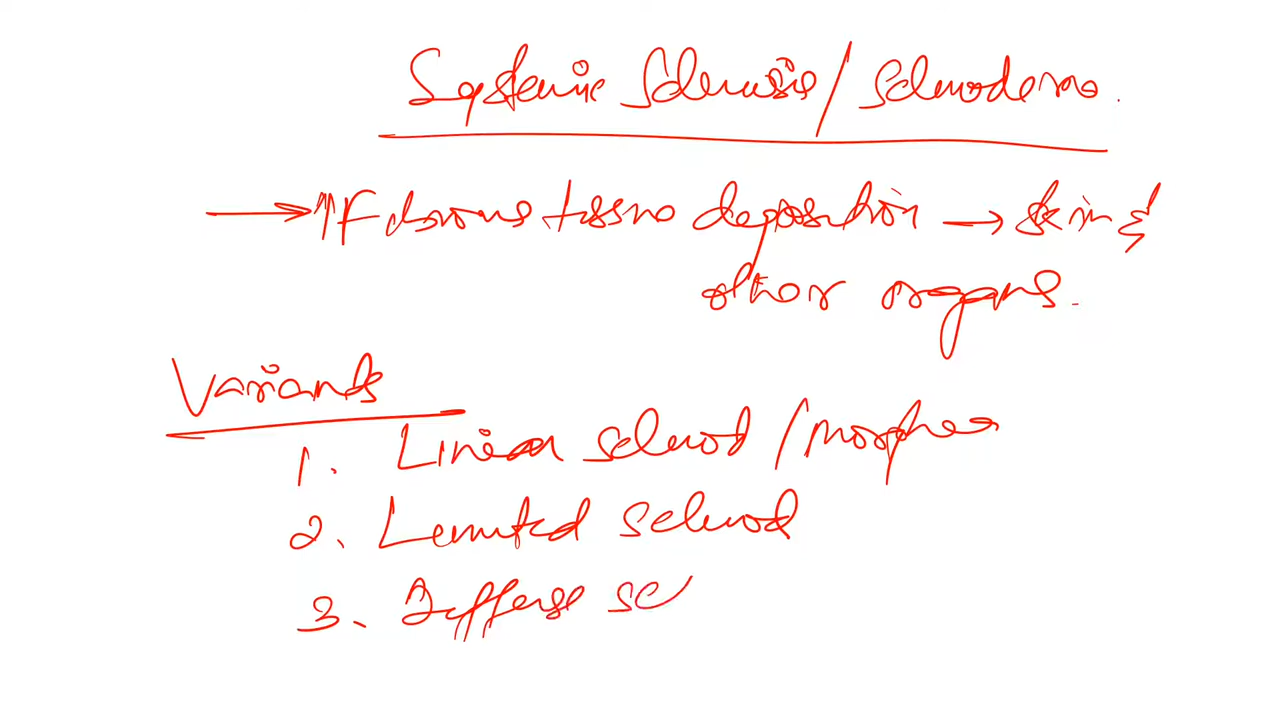 Systemic Sclerosis / Scleroderma.
→ ↑↑ Fibrous tissue deposition → skin &
other organs.
Variants
1. Linear sclerod / morphea
2. Limited sclerod
3. Diffuse sc